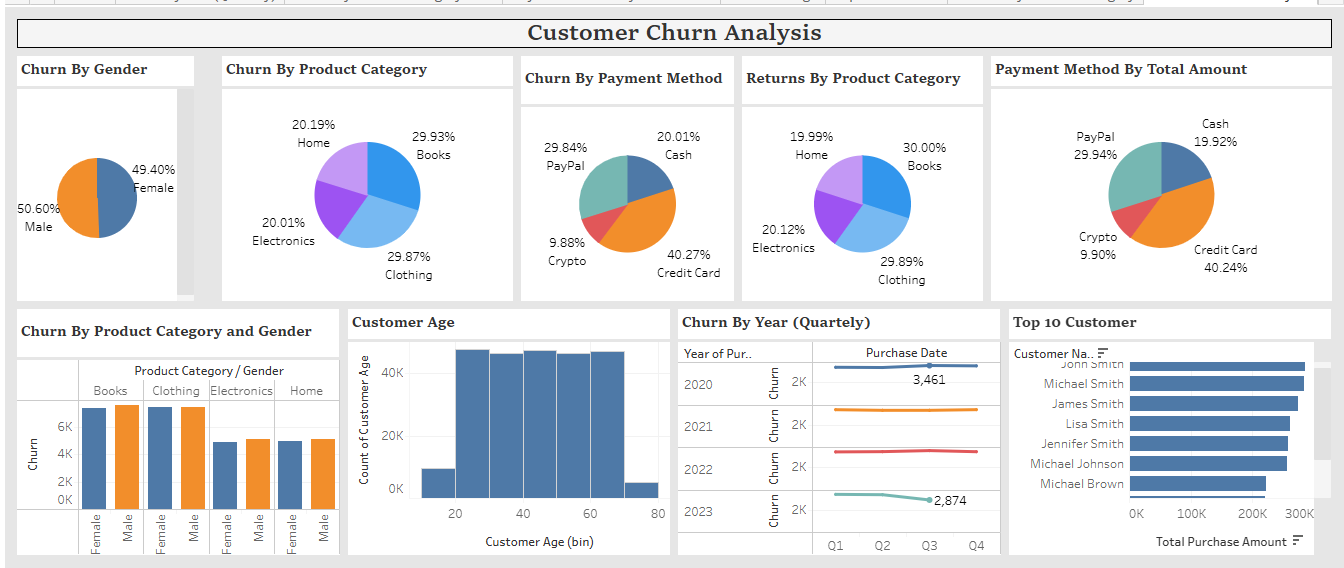 Customer Churn Analysis
Churn By Gender
49.40%
Female
50.60%
Male
Churn By Product Category
20.19%
Home
29.93%
Books
20.01%
Electronics
29.87%
Clothing
Churn By Payment Method
29.84%
PayPal
20.01%
Cash
9.88%
Crypto
40.27%
Credit Card
Returns By Product Category
19.99%
Home
30.00%
Books
20.12%
Electronics
29.89%
Clothing
Payment Method By Total Amount
Cash
19.92%
PayPal
29.94%
Crypto
9.90%
Credit Card
40.24%
Churn By Product Category and Gender
Product Category / Gender
Books Clothing Electronics Home
Churn
6K
4K
2K
0K
Female Male Female Male Female Male Female Male
Customer Age
Count of Customer Age
40K
20K
0K
20 40 60 80
Customer Age (bin)
Churn By Year (Quartely)
Year of Pur.. Purchase Date
2020 Churn 2K 3,461
2021 Churn 2K
2022 Churn 2K
2023 Churn 2K 2,874
Q1 Q2 Q3 Q4
Top 10 Customer
Customer Na..
John Smith
Michael Smith
James Smith
Lisa Smith
Jennifer Smith
Michael Johnson
Michael Brown
0K 100K 200K 300K
Total Purchase Amount